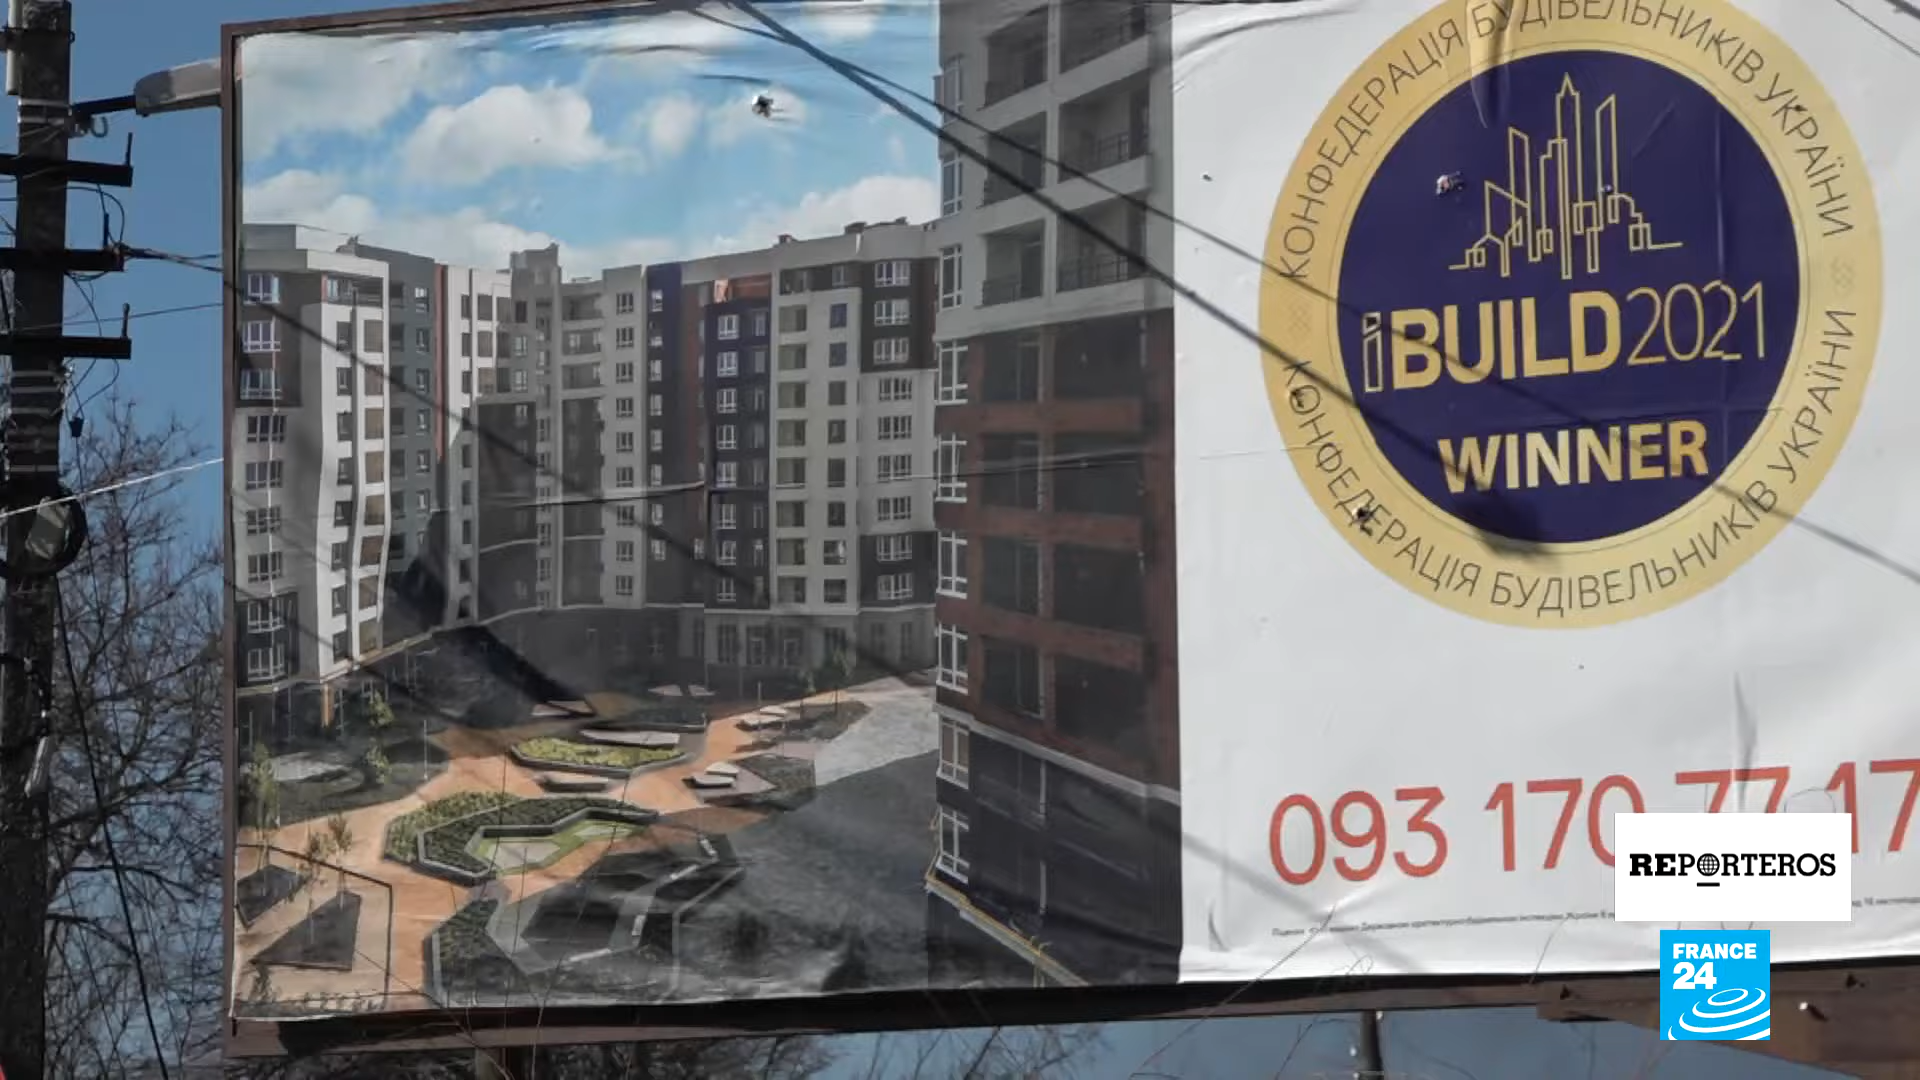 КОНФЕДЕРАЦІЯ БУДІВЕЛЬНИКІВ УКРАЇНИ
iBUILD2021
WINNER
КОНФЕДЕРАЦІЯ БУДІВЕЛЬНИКІВ УКРАЇНИ
093 170 77 17
REPORTEROS
FRANCE
24